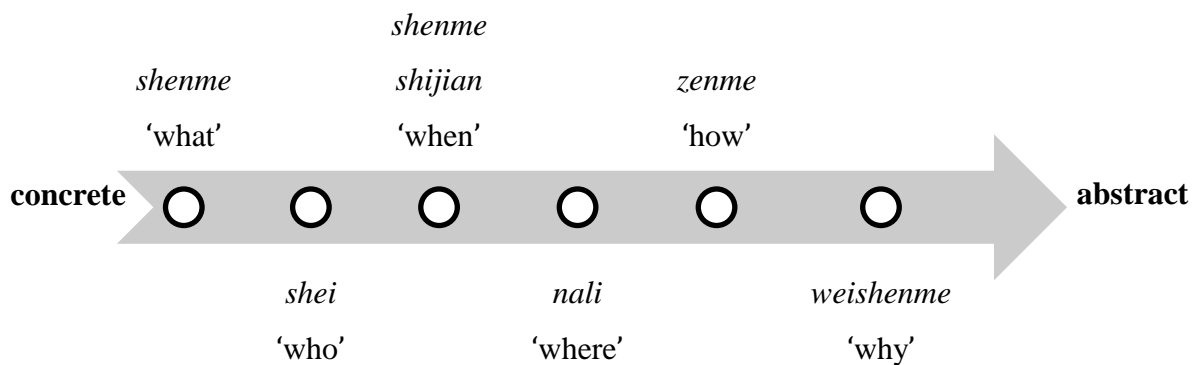 shenme
shenme shijian zenme
'what' 'when' 'how'
concrete abstract
shei nali weishenme
'who' 'where' 'why'